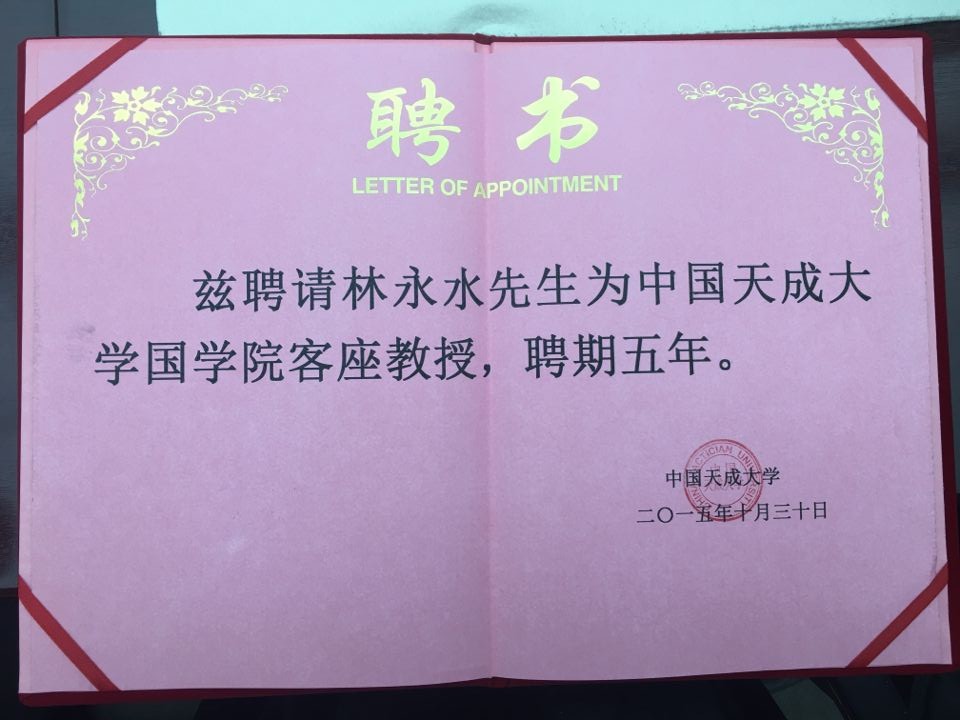 聘 书
LETTER OF APPOINTMENT
兹聘请林永水先生为中国天成大
学国学院客座教授，聘期五年。
中国天成大学
二〇一五年十月三十日